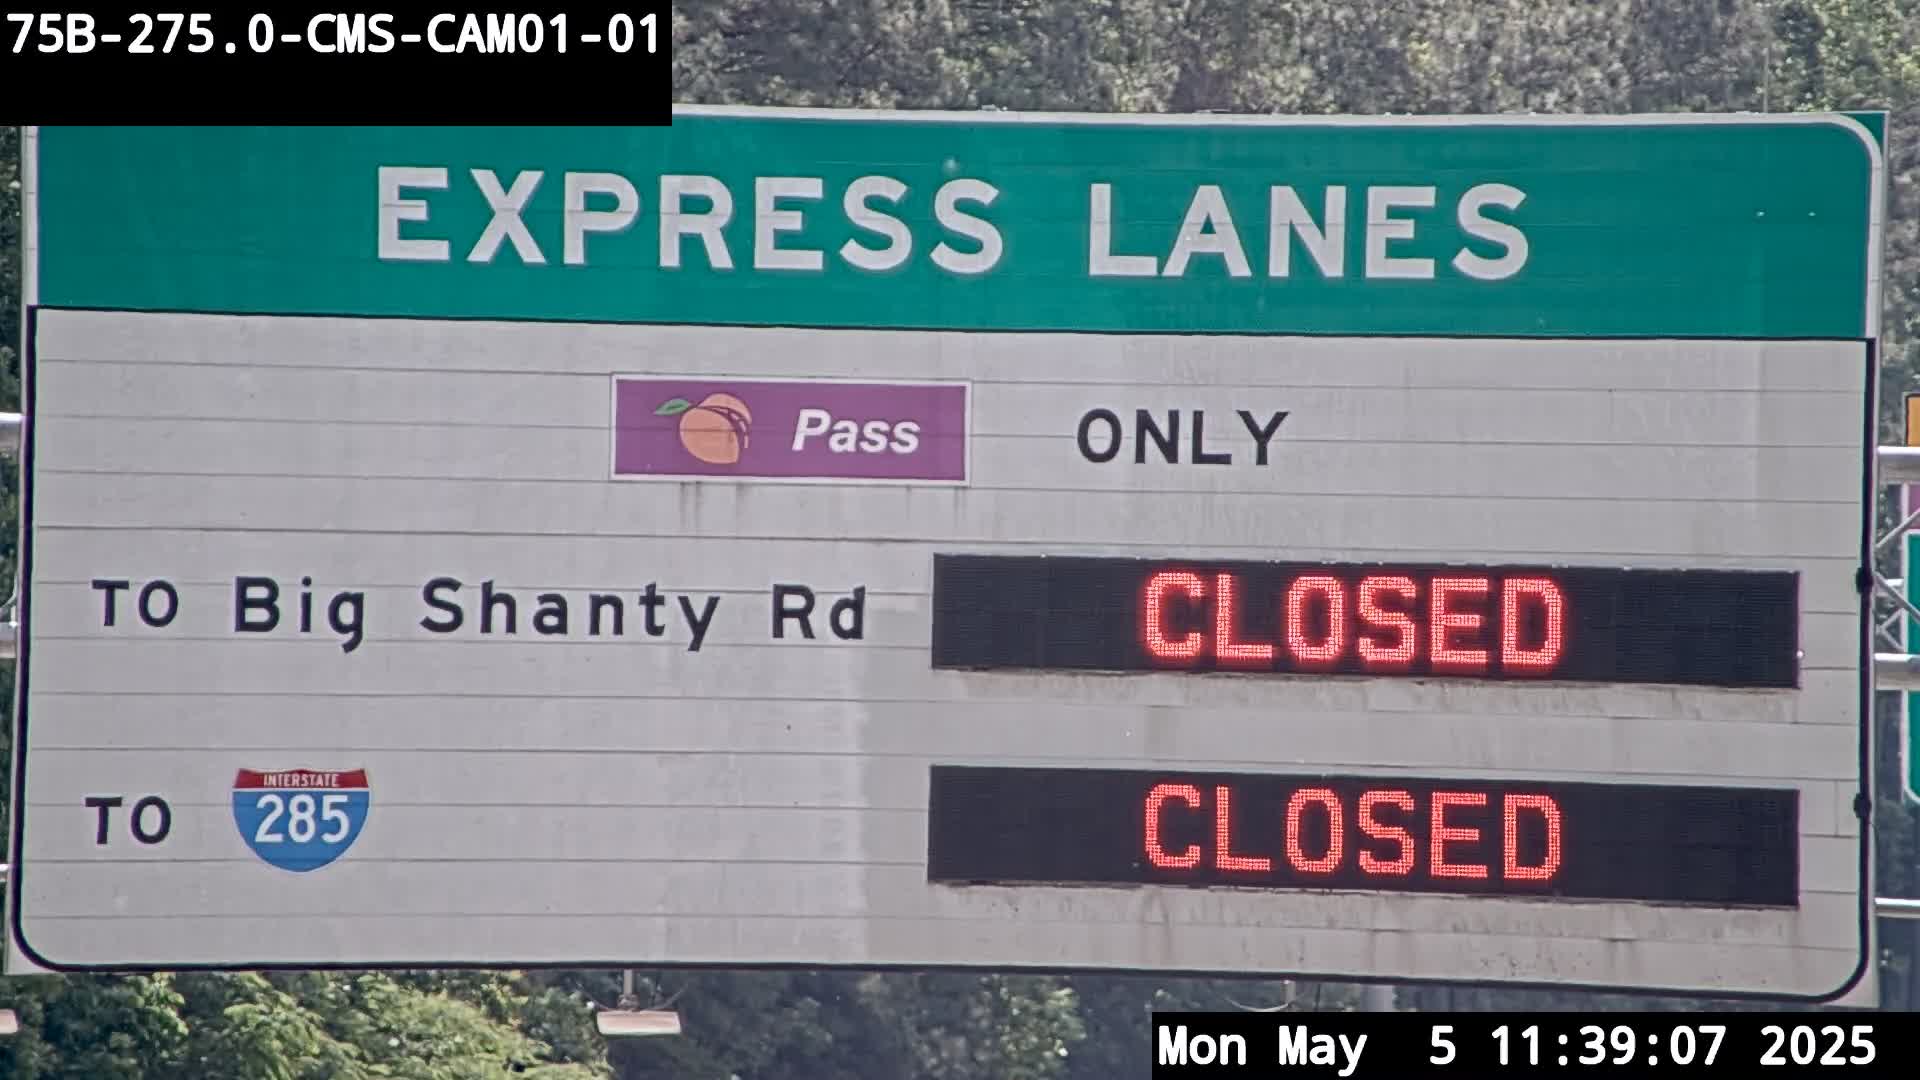 75B-275.0-CMS-CAM01-01
EXPRESS LANES
Pass ONLY
TO Big Shanty Rd CLOSED
TO INTERSTATE 285 CLOSED
Mon May 5 11:39:07 2025